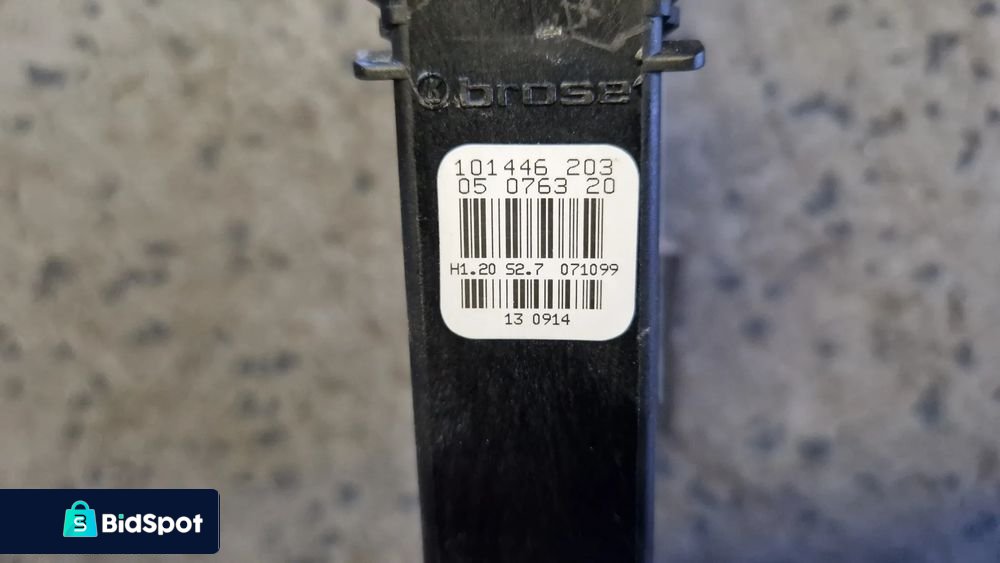 brose
101446 203
05 0763 20
H1.20 S2.7 071099
13 0914
BidSpot